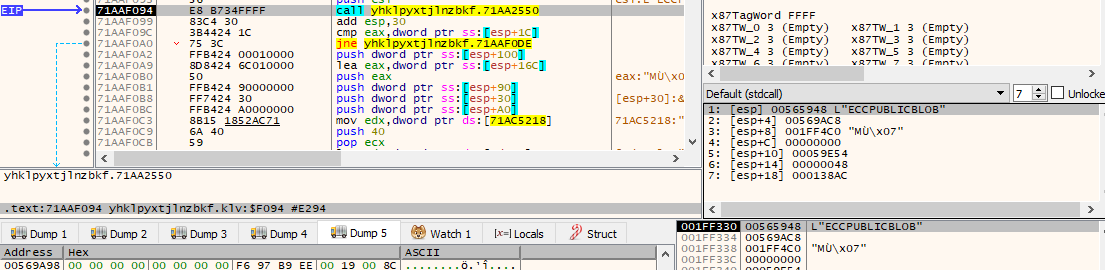 EIP
71AAF094 E8 B734FFFF call yhklpyxtjlnzbkf.71AA2550
71AAF099 83C4 30 add esp,30
71AAF09C 3B4424 1C cmp eax,dword ptr ss:[esp+1C]
71AAF0A0 75 3C jne yhklpyxtjlnzbkf.71AAF0DE
71AAF0A2 FFB424 00010000 push dword ptr ss:[esp+100]
71AAF0A9 8D8424 6C010000 lea eax,dword ptr ss:[esp+16C]
71AAF0B0 50 push eax eax:"MÙ\x0
71AAF0B1 FFB424 90000000 push dword ptr ss:[esp+90]
71AAF0B8 FF7424 30 push dword ptr ss:[esp+30] [esp+30]:&
71AAF0BC FFB424 A0000000 push dword ptr ss:[esp+A0]
71AAF0C3 8B15 1852AC71 mov edx,dword ptr ds:[71AC5218] 71AC5218:"
71AAF0C9 6A 40 push 40
71AAF0CB 59 pop ecx
yhklpyxtjlnzbkf.71AA2550
.text:71AAF094 yhklpyxtjlnzbkf.klv:$F094 #E294
x87TagWord FFFF
x87TW_0 3 (Empty) x87TW_1 3 (Empty)
x87TW_2 3 (Empty) x87TW_3 3 (Empty)
x87TW_4 3 (Empty) x87TW_5 3 (Empty)
Default (stdcall) 7 Unlocke
1: [esp] 00565948 L"ECCPUBLICBLOB"
2: [esp+4] 00569AC8
3: [esp+8] 001FF4C0 "MÙ\x07"
4: [esp+C] 00000000
5: [esp+10] 00059E54
6: [esp+14] 00000048
7: [esp+18] 000138AC
Dump 1 Dump 2 Dump 3 Dump 4 Dump 5 Watch 1 [x=] Locals Struct
Address Hex ASCII
00569A98 00 00 00 00 00 00 00 00 F6 97 B9 EE 00 19 00 8C ........ö.¹î....
001FF330 00565948 L"ECCPUBLICBLOB"
001FF334 00569AC8
001FF338 001FF4C0 "MÙ\x07"
001FF33C 00000000